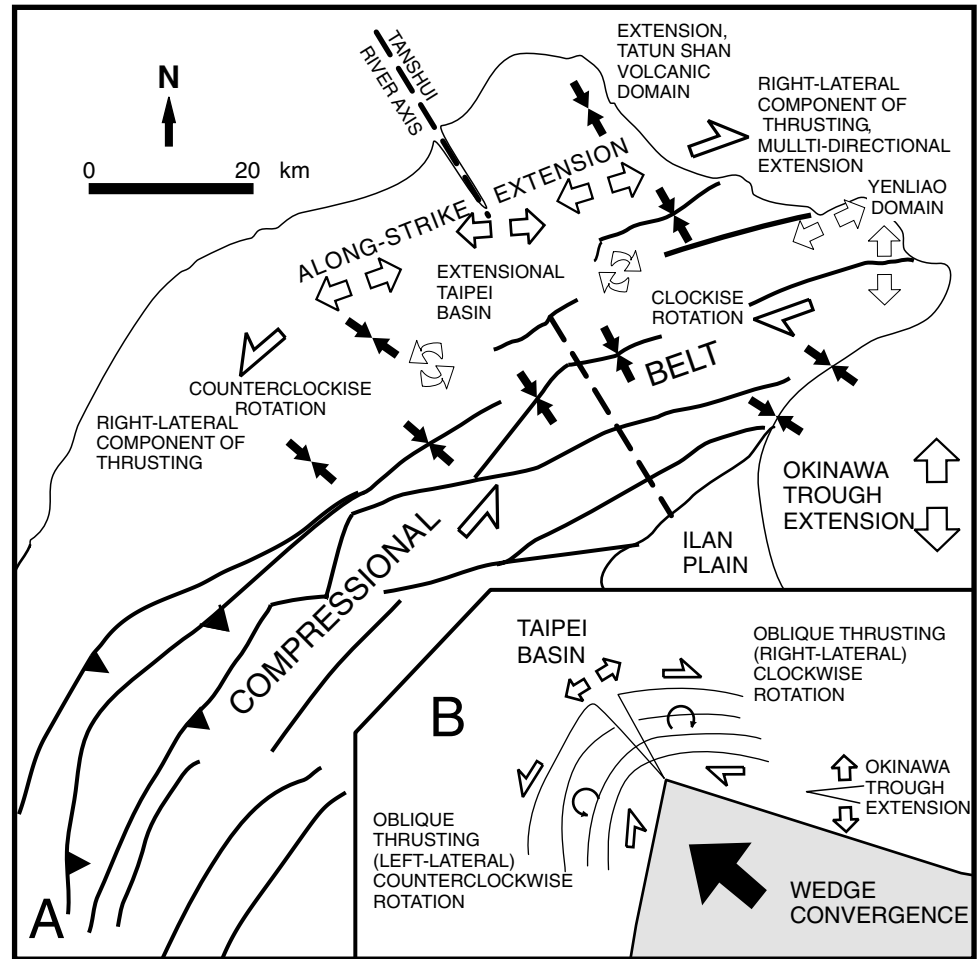 TANSHUI
RIVER AXIS
EXTENSION,
TATUN SHAN
VOLCANIC
DOMAIN
RIGHT-LATERAL
COMPONENT OF
THRUSTING,
MULLTI-DIRECTIONAL
EXTENSION
N
0 20 km
YENLIAO
DOMAIN
ALONG-STRIKE EXTENSION
EXTENSIONAL
TAIPEI
BASIN
CLOCKISE
ROTATION
COUNTERCLOCKISE
ROTATION
RIGHT-LATERAL
COMPONENT OF
THRUSTING
COMPRESSIONAL BELT
OKINAWA
TROUGH
EXTENSION
ILAN
PLAIN
A
B
TAIPEI
BASIN
OBLIQUE THRUSTING
(RIGHT-LATERAL)
CLOCKWISE
ROTATION
OKINAWA
TROUGH
EXTENSION
OBLIQUE
THRUSTING
(LEFT-LATERAL)
COUNTERCLOCKWISE
ROTATION
WEDGE
CONVERGENCE